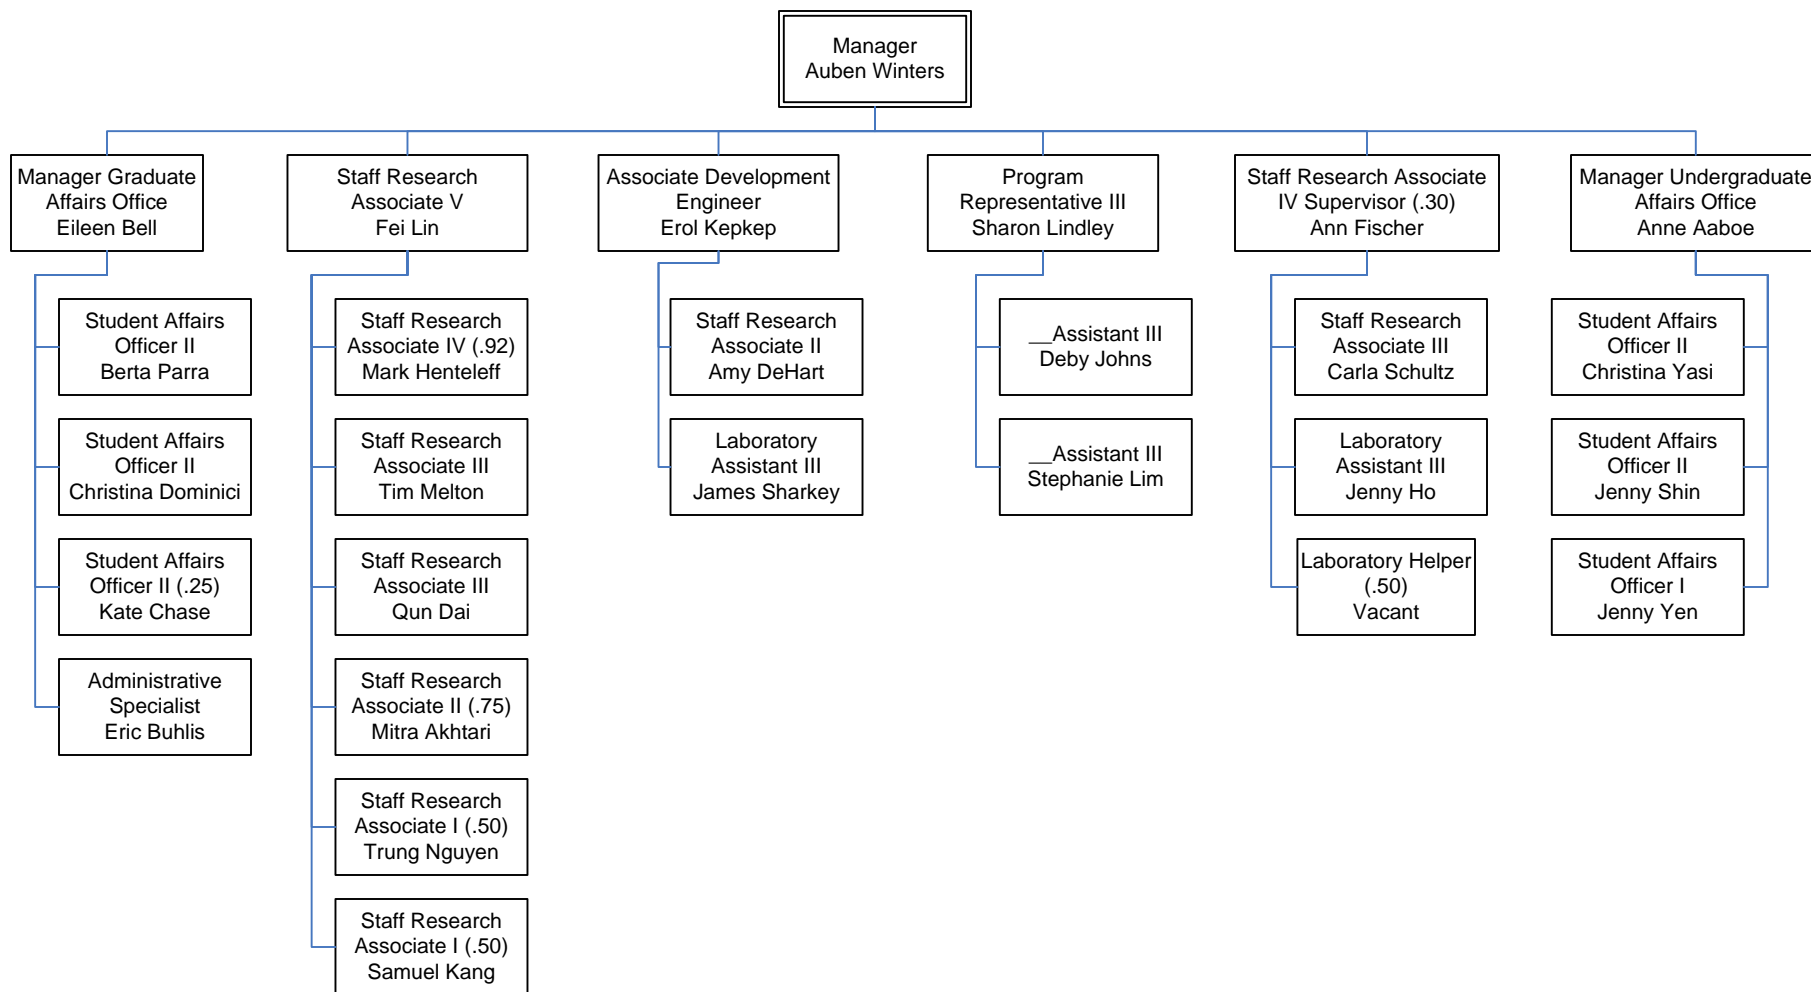 Manager
Auben Winters
Manager Graduate
Affairs Office
Eileen Bell
Staff Research
Associate V
Fei Lin
Associate Development
Engineer
Erol Kepkep
Program
Representative III
Sharon Lindley
Staff Research Associate
IV Supervisor (.30)
Ann Fischer
Manager Undergraduate
Affairs Office
Anne Aaboe
Student Affairs
Officer II
Berta Parra
Student Affairs
Officer II
Christina Dominici
Student Affairs
Officer II (.25)
Kate Chase
Administrative
Specialist
Eric Buhlis
Staff Research
Associate IV (.92)
Mark Henteleff
Staff Research
Associate III
Tim Melton
Staff Research
Associate III
Qun Dai
Staff Research
Associate II (.75)
Mitra Akhtari
Staff Research
Associate I (.50)
Trung Nguyen
Staff Research
Associate I (.50)
Samuel Kang
Staff Research
Associate II
Amy DeHart
Laboratory
Assistant III
James Sharkey
__Assistant III
Deby Johns
__Assistant III
Stephanie Lim
Staff Research
Associate III
Carla Schultz
Laboratory
Assistant III
Jenny Ho
Laboratory Helper
(.50)
Vacant
Student Affairs
Officer II
Christina Yasi
Student Affairs
Officer II
Jenny Shin
Student Affairs
Officer I
Jenny Yen